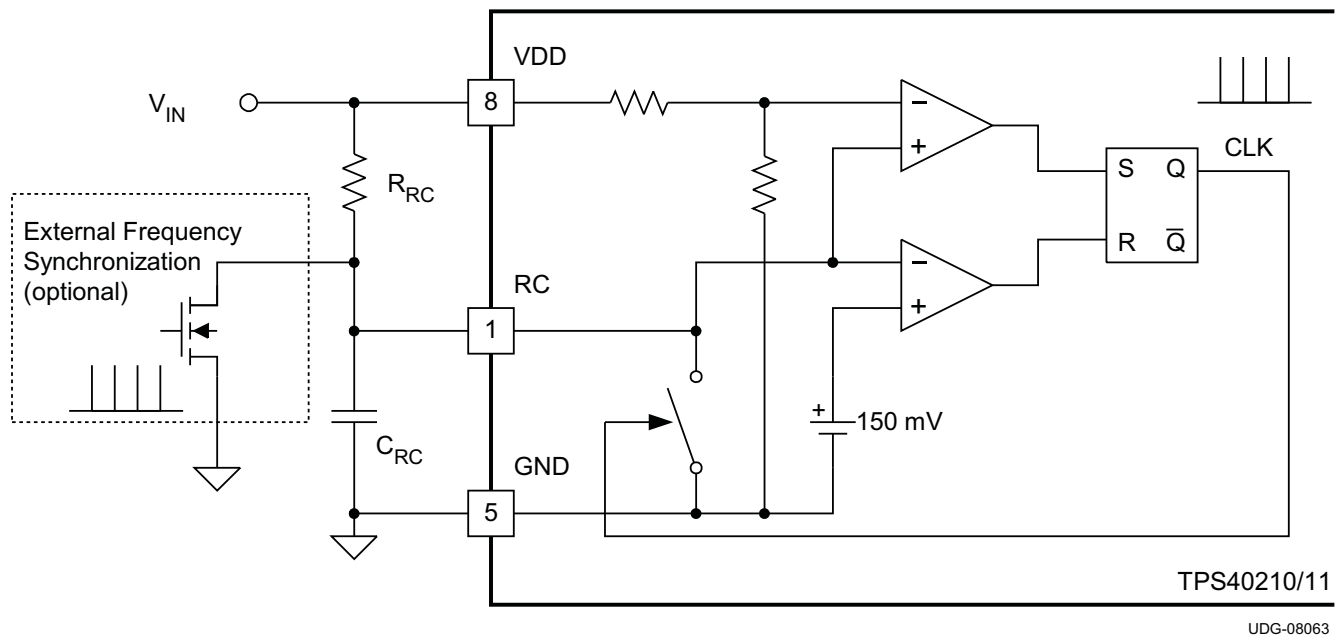 VDD
V_IN
8
−
+
CLK
S Q
R Q̅
R_RC
External Frequency
Synchronization
(optional)
RC
1
−
+
+
150 mV
C_RC
GND
5
TPS40210/11
UDG-08063